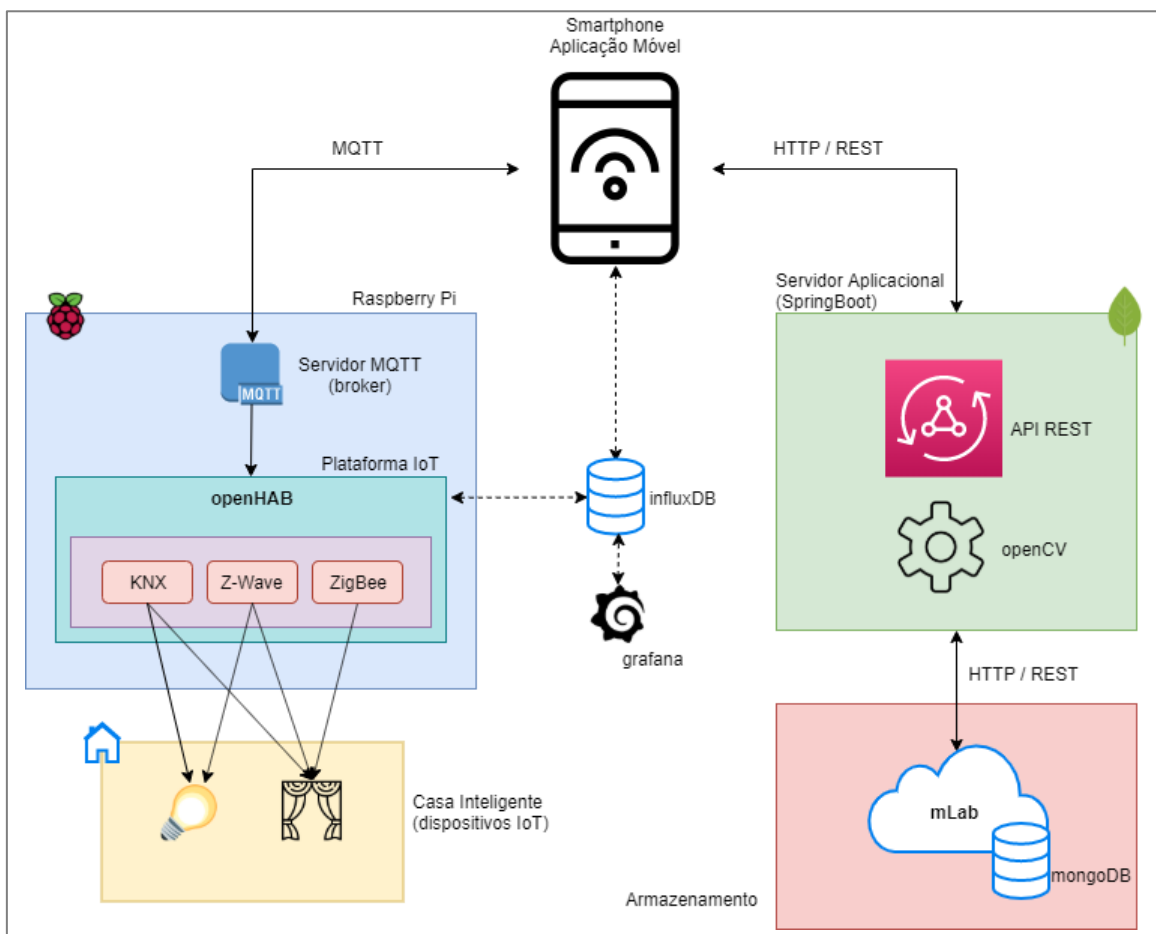 Smartphone
Aplicação Móvel
MQTT
HTTP / REST
Servidor Aplicacional
(SpringBoot)
Raspberry Pi
Servidor MQTT
(broker)
MQTT
API REST
Plataforma IoT
openHAB
influxDB
openCV
KNX
Z-Wave
ZigBee
grafana
HTTP / REST
Casa Inteligente
(dispositivos IoT)
mLab
mongoDB
Armazenamento